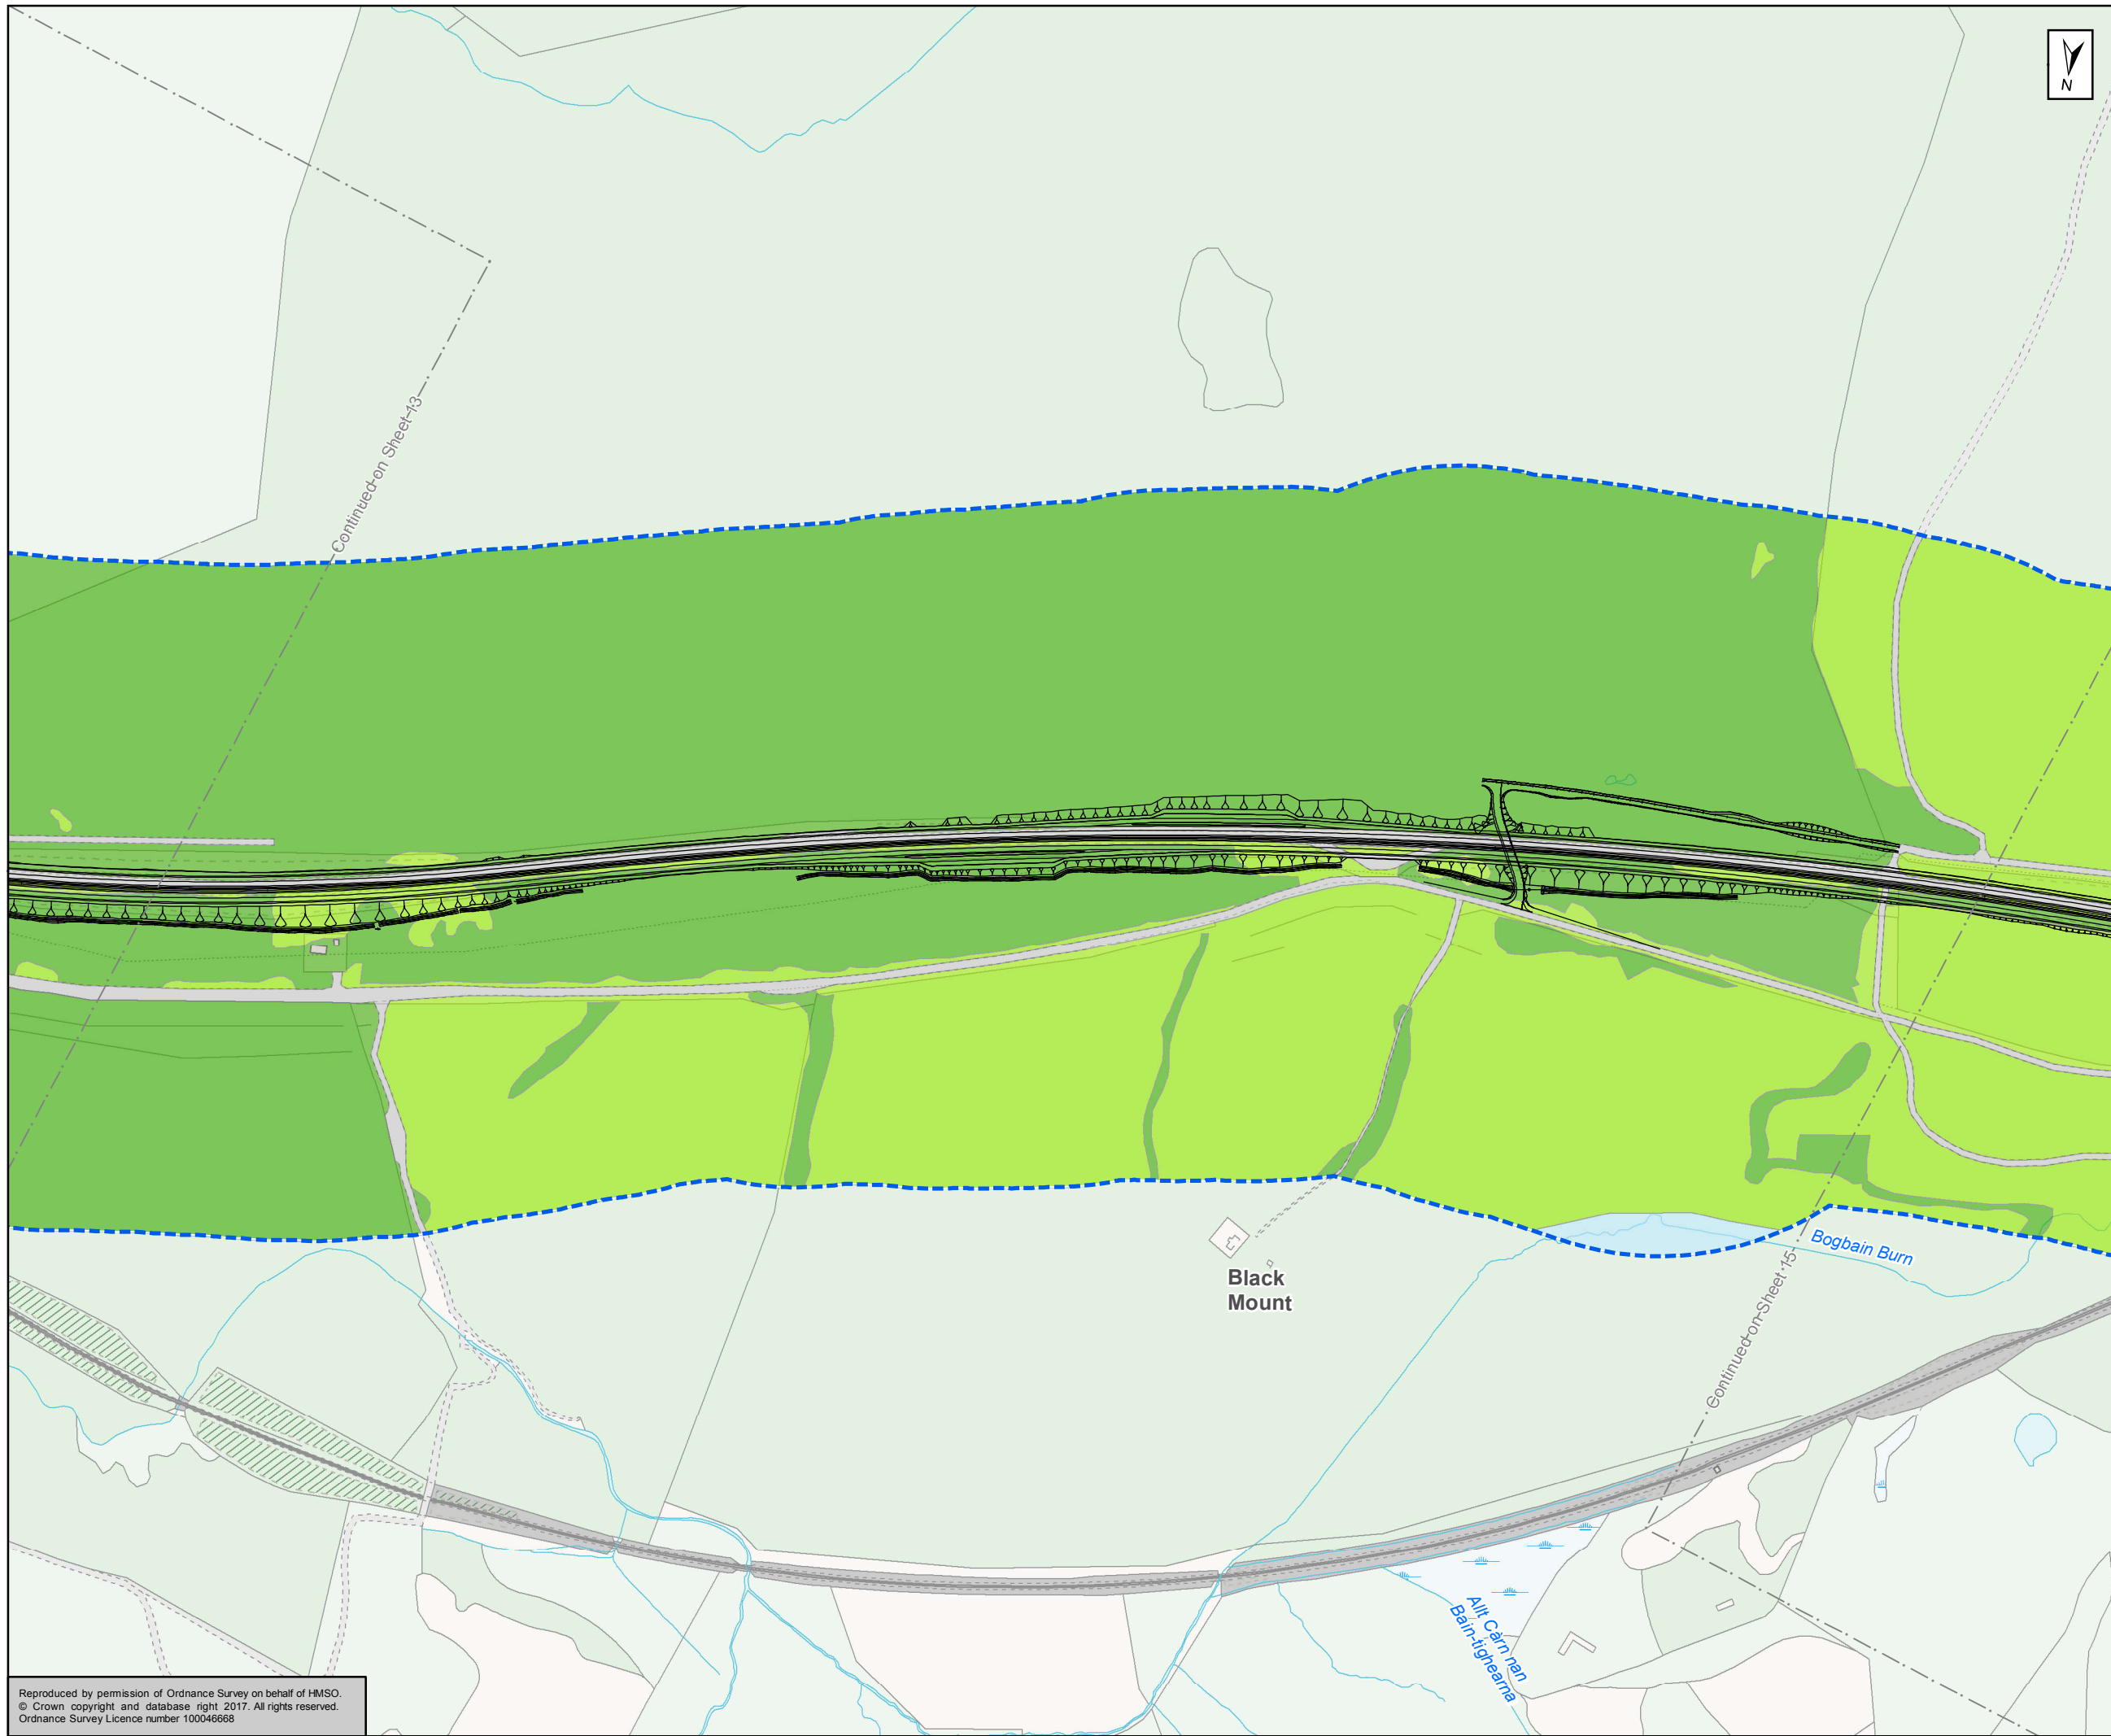 N
Continued on Sheet 13
Bogbain Burn
Continued on Sheet 15
Black
Mount
Allt Càrn nan
Bain-tighearna
Reproduced by permission of Ordnance Survey on behalf of HMSO.
© Crown copyright and database right 2017. All rights reserved.
Ordnance Survey Licence number 100046668